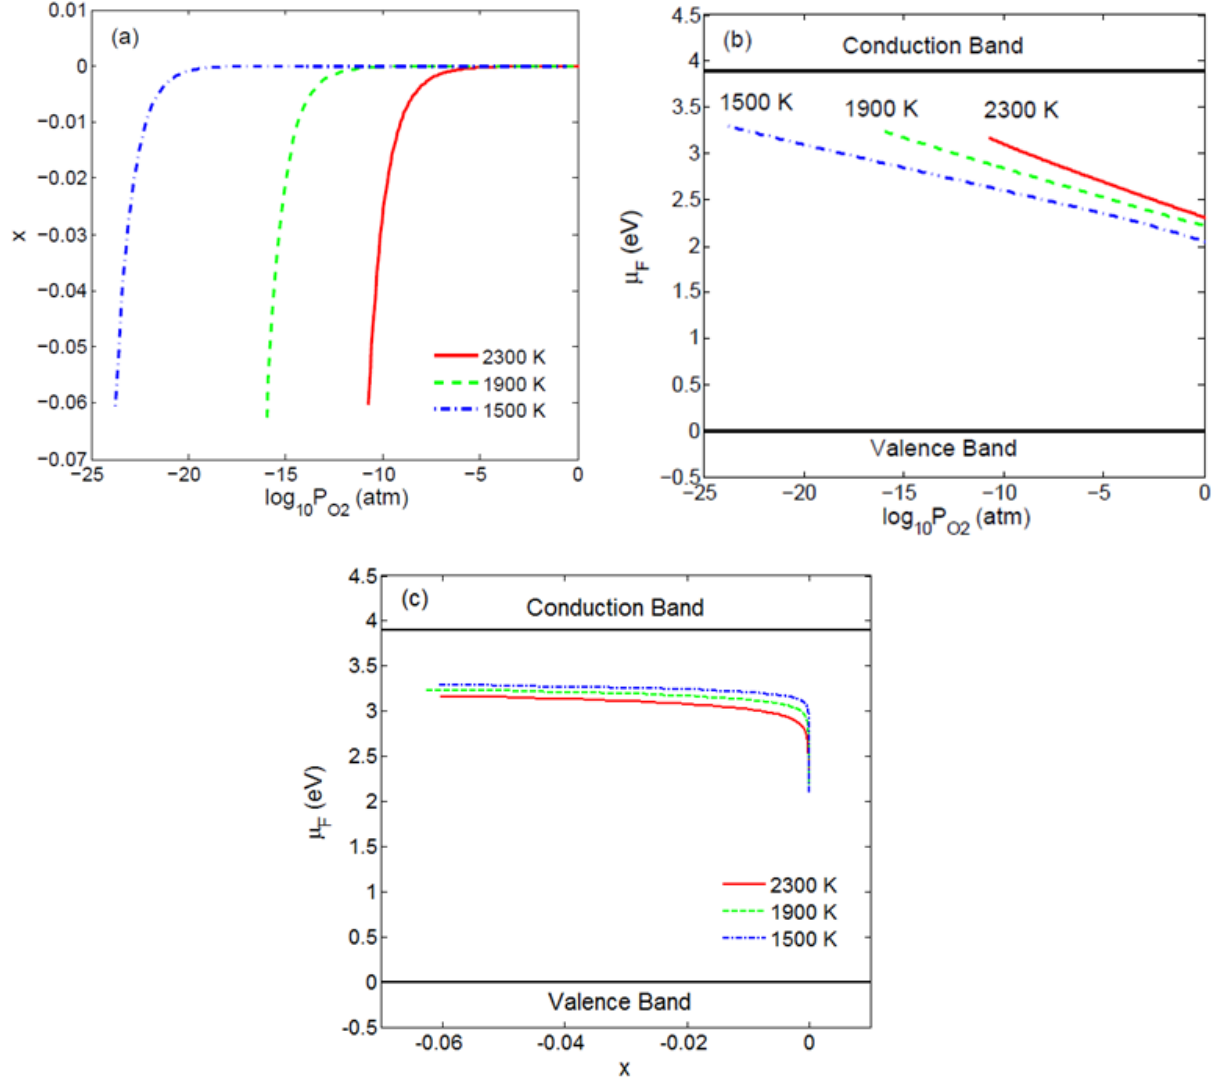 (a)
0.01
0
−0.01
−0.02
−0.03
−0.04
−0.05
−0.06
−0.07
x
−25 −20 −15 −10 −5 0
log10PO2 (atm)
2300 K
1900 K
1500 K
(b)
4.5
4
3.5
3
2.5
2
1.5
1
0.5
0
−0.5
μF (eV)
Conduction Band
1500 K 1900 K 2300 K
Valence Band
−25 −20 −15 −10 −5 0
log10PO2 (atm)
(c)
4.5
4
3.5
3
2.5
2
1.5
1
0.5
0
-0.5
μF (eV)
Conduction Band
2300 K
1900 K
1500 K
Valence Band
-0.06 -0.04 -0.02 0
x